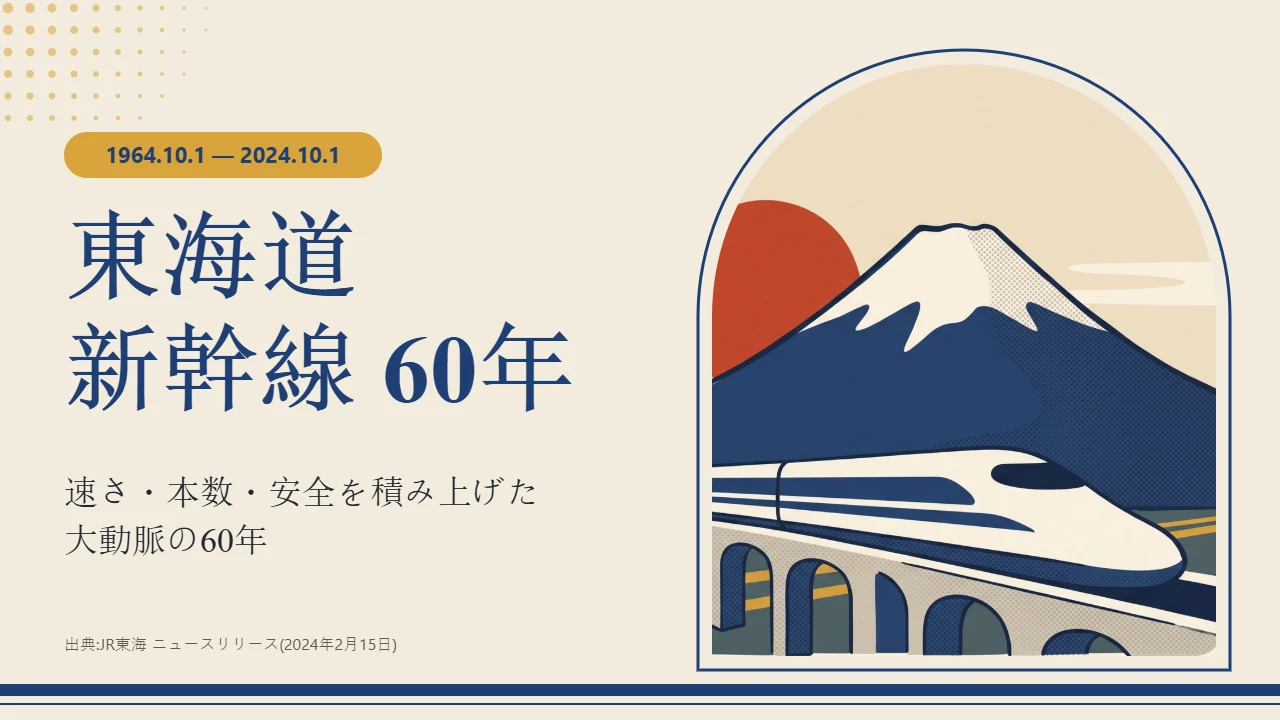 1964.10.1 — 2024.10.1
東海道
新幹線 60年
速さ・本数・安全を積み上げた
大動脈の60年
出典:JR東海 ニュースリリース(2024年2月15日)